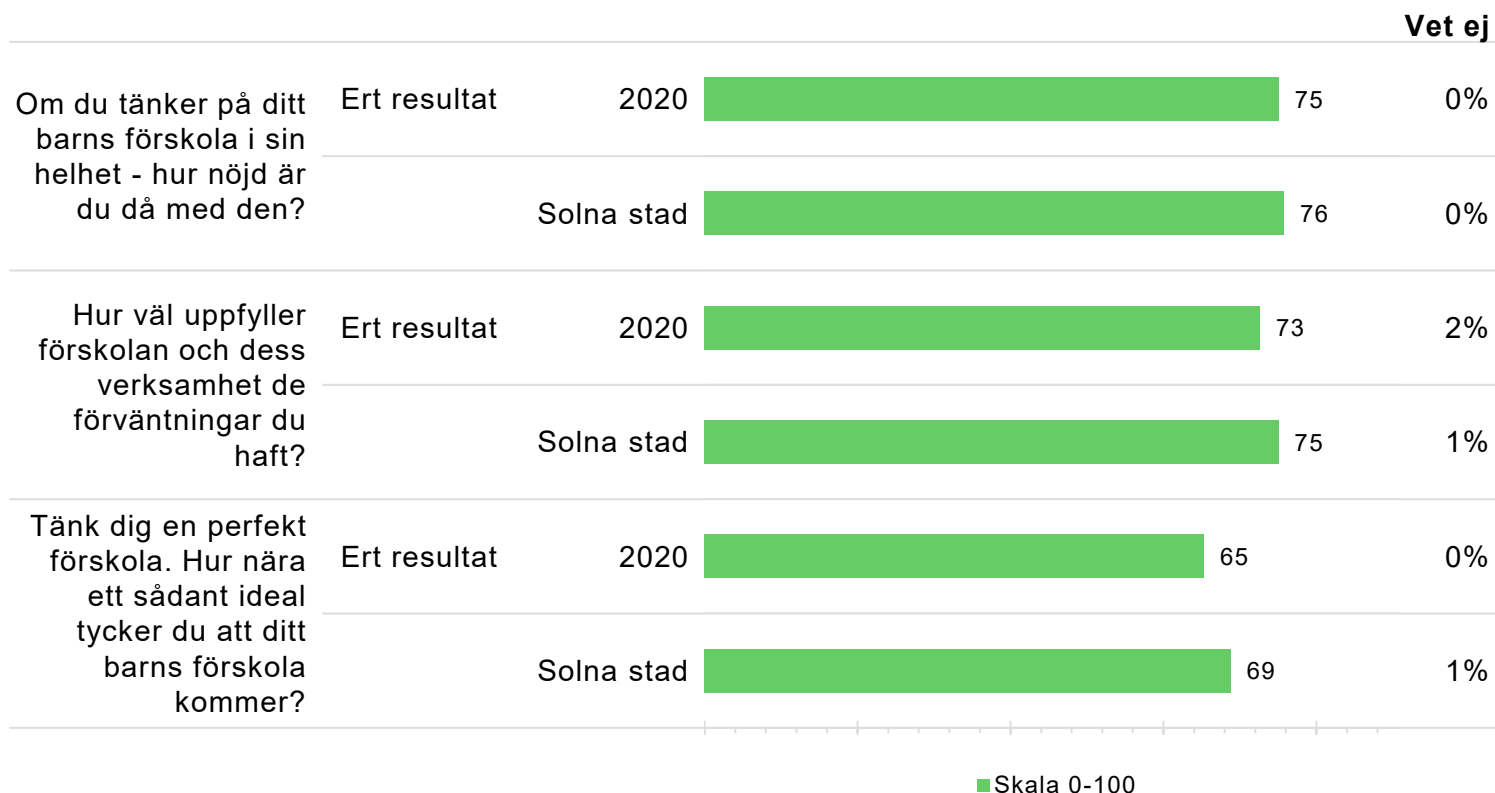 Vet ej
Om du tänker på ditt
barns förskola i sin
helhet - hur nöjd är
du då med den?
Ert resultat 2020 75 0%
Solna stad 76 0%
Hur väl uppfyller
förskolan och dess
verksamhet de
förväntningar du
haft?
Ert resultat 2020 73 2%
Solna stad 75 1%
Tänk dig en perfekt
förskola. Hur nära
ett sådant ideal
tycker du att ditt
barns förskola
kommer?
Ert resultat 2020 65 0%
Solna stad 69 1%
Skala 0-100